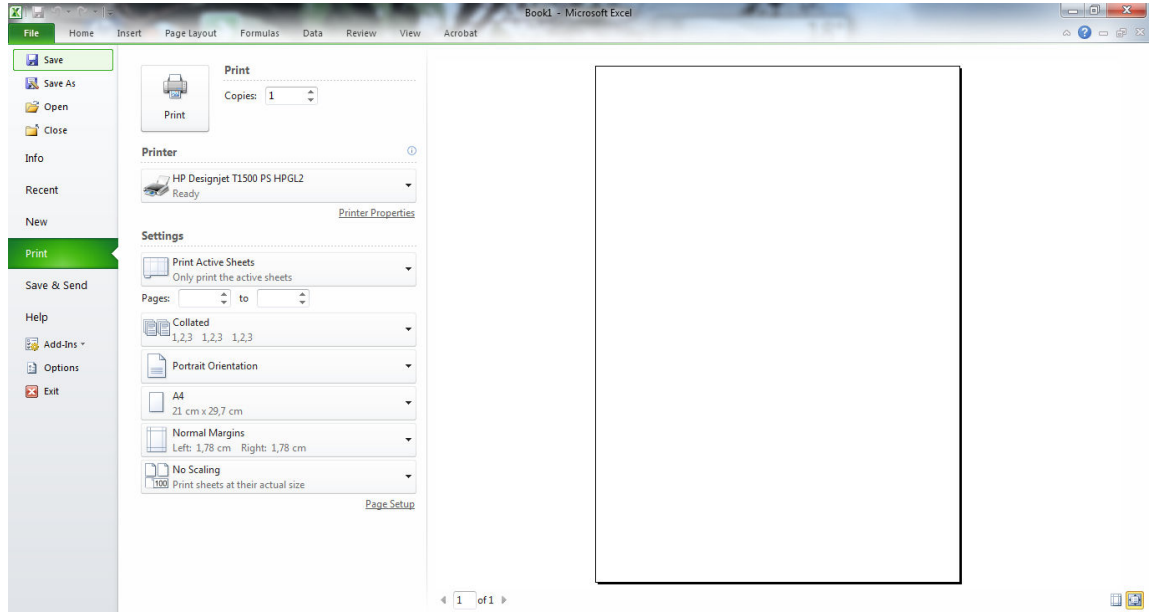 Book1 - Microsoft Excel
File Home Insert Page Layout Formulas Data Review View Acrobat
Save
Save As
Open
Close
Info
Recent
New
Print
Save & Send
Help
Add-Ins
Options
Exit
Print
Print
Copies: 1
Printer
HP Designjet T1500 PS HPGL2
Ready
Printer Properties
Settings
Print Active Sheets
Only print the active sheets
Pages: to
Collated
1,2,3 1,2,3 1,2,3
Portrait Orientation
A4
21 cm x 29,7 cm
Normal Margins
Left: 1,78 cm Right: 1,78 cm
No Scaling
100 Print sheets at their actual size
Page Setup
1 of 1